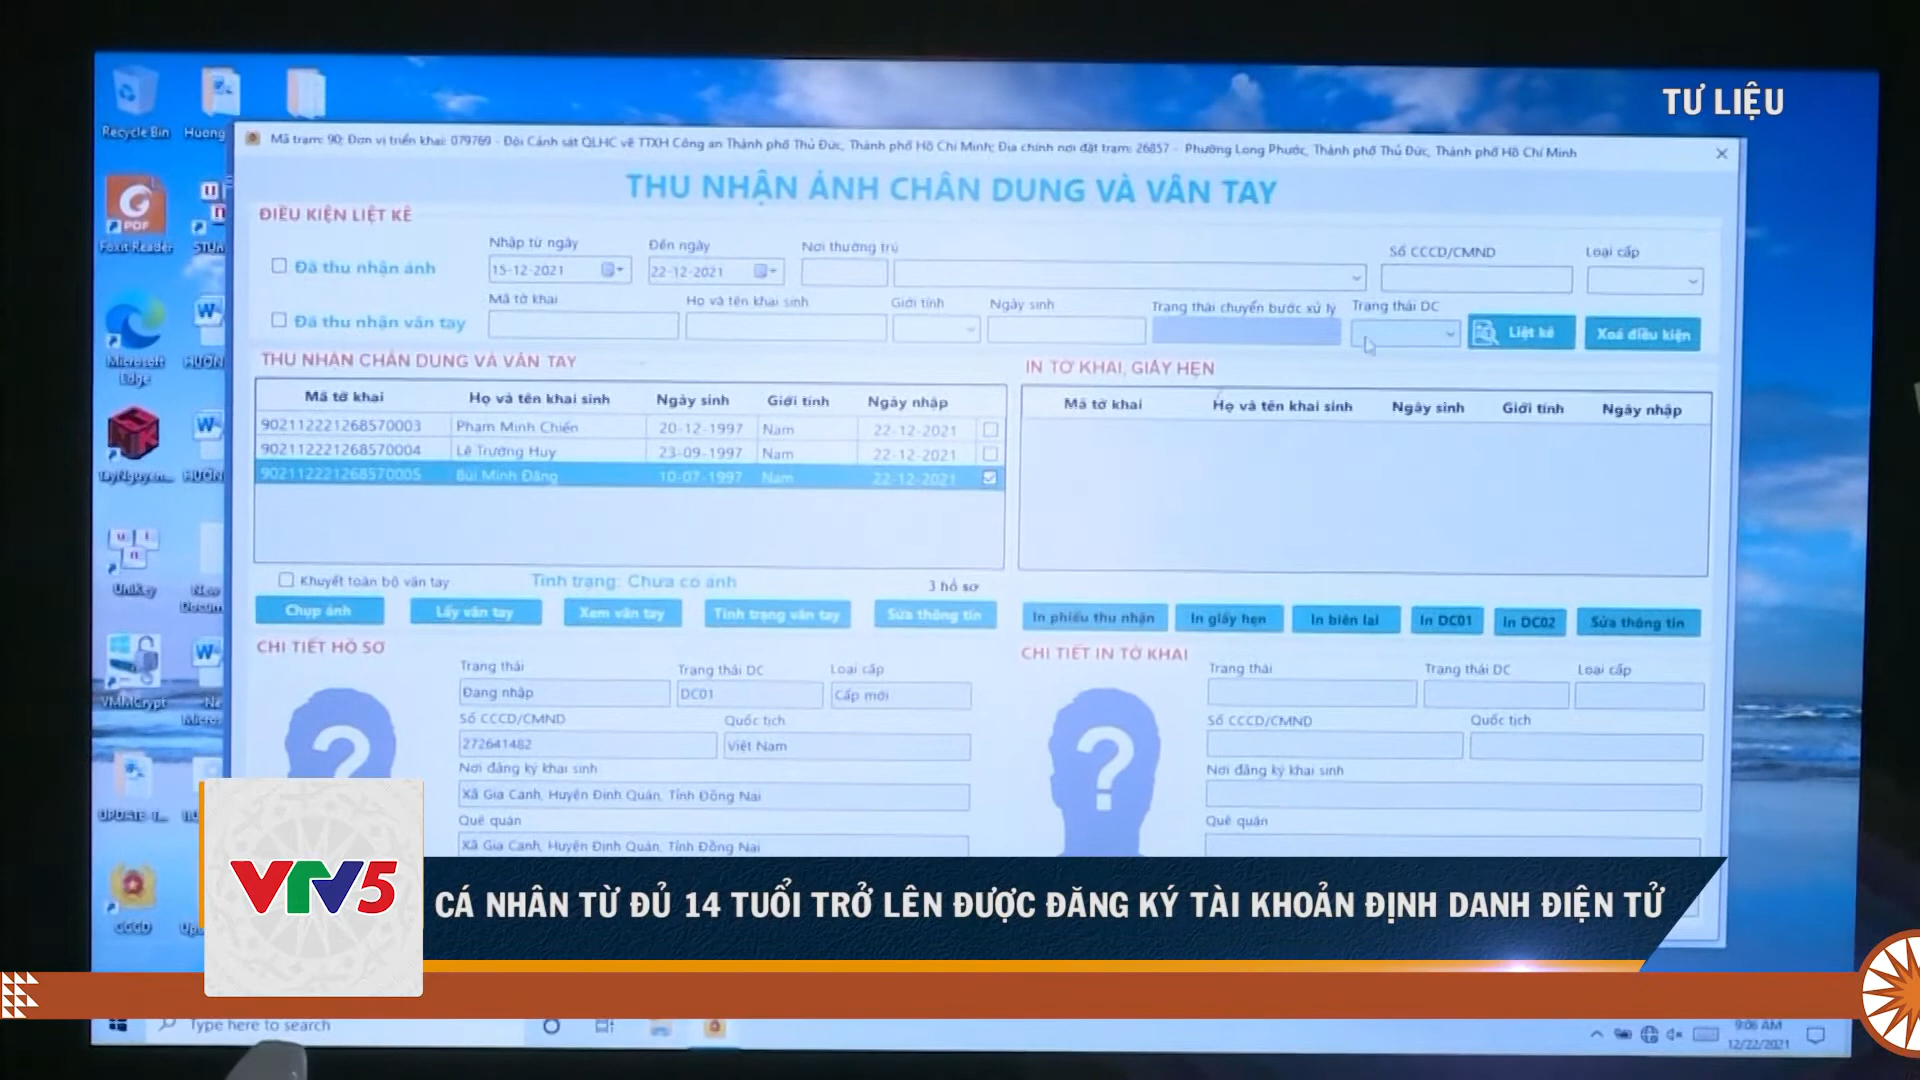 TƯ LIỆU
Recycle Bin
Huong
Mã trạm: 90; Đơn vị triển khai: 079769 - Đội Cảnh sát QLHC về TTXH Công an Thành phố Thủ Đức, Thành phố Hồ Chí Minh; Địa chính nơi đặt trạm: 26857 - Phường Long Phước, Thành phố Thủ Đức, Thành phố Hồ Chí Minh
THU NHẬN ẢNH CHÂN DUNG VÀ VÂN TAY
ĐIỀU KIỆN LIỆT KÊ
Nhập từ ngày
Đến ngày
Nơi thường trú
Số CCCD/CMND
Loại cấp
Đã thu nhận ảnh
15-12-2021
22-12-2021
Mã tờ khai
Họ và tên khai sinh
Giới tính
Ngày sinh
Trạng thái chuyển bước xử lý
Trạng thái DC
Đã thu nhận vân tay
Liệt kê
Xoá điều kiện
THU NHẬN CHÂN DUNG VÀ VÂN TAY
IN TỜ KHAI, GIẤY HẸN
Mã tờ khai Họ và tên khai sinh Ngày sinh Giới tính Ngày nhập
9021122221268570003 Phạm Minh Chiến 20-12-1997 Nam 22-12-2021
9021122221268570004 Lê Trường Huy 23-09-1997 Nam 22-12-2021
9021122221268570005 Bùi Minh Đăng 10-07-1997 Nam 22-12-2021
Mã tờ khai Họ và tên khai sinh Ngày sinh Giới tính Ngày nhập
Khuyết toàn bộ vân tay
Tình trạng: Chưa có ảnh
3 hồ sơ
Chụp ảnh
Lấy vân tay
Xem vân tay
Tình trạng vân tay
Sửa thông tin
In phiếu thu nhận
In giấy hẹn
In biên lai
In DC01
In DC02
Sửa thông tin
CHI TIẾT HỒ SƠ
Trạng thái
Trạng thái DC
Loại cấp
Đang nhập
DC01
Cấp mới
Số CCCD/CMND
Quốc tịch
272641482
Việt Nam
Nơi đăng ký khai sinh
Xã Gia Canh, Huyện Định Quán, Tỉnh Đồng Nai
Quê quán
Xã Gia Canh, Huyện Định Quán, Tỉnh Đồng Nai
CHI TIẾT IN TỜ KHAI
Trạng thái
Trạng thái DC
Loại cấp
Số CCCD/CMND
Quốc tịch
Nơi đăng ký khai sinh
Quê quán
PDF
Foxit Reader
Microsoft Edge
UniKey
VMMCrypt
CCCD
VTV5
CÁ NHÂN TỪ ĐỦ 14 TUỔI TRỞ LÊN ĐƯỢC ĐĂNG KÝ TÀI KHOẢN ĐỊNH DANH ĐIỆN TỬ
Type here to search
9:06 AM
12/22/2021